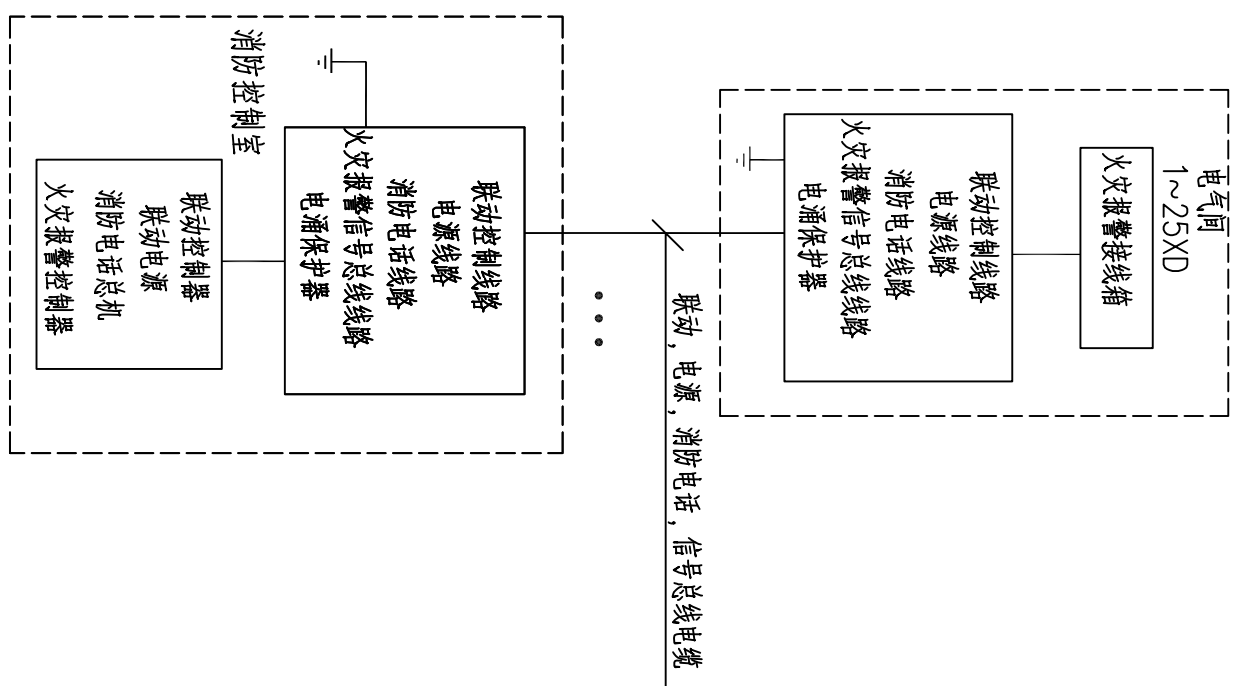 电气间
1~25XD
火灾报警接线箱
联动控制线路
电源线路
消防电话线路
火灾报警信号总线线路
电涌保护器
联动，电源，消防电话，信号总线电缆
联动控制线路
电源线路
消防电话线路
火灾报警信号总线线路
电涌保护器
消防控制室
联动控制器
联动电源
消防电话总机
火灾报警控制器